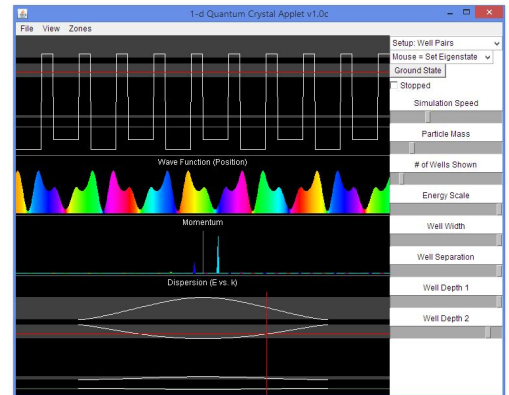 1-d Quantum Crystal Applet v1.0c
File View Zones
Setup: Well Pairs
Mouse = Set Eigenstate
Ground State
Stopped
Simulation Speed
Particle Mass
# of Wells Shown
Energy Scale
Well Width
Well Separation
Well Depth 1
Well Depth 2
Wave Function (Position)
Momentum
Dispersion (E vs. k)